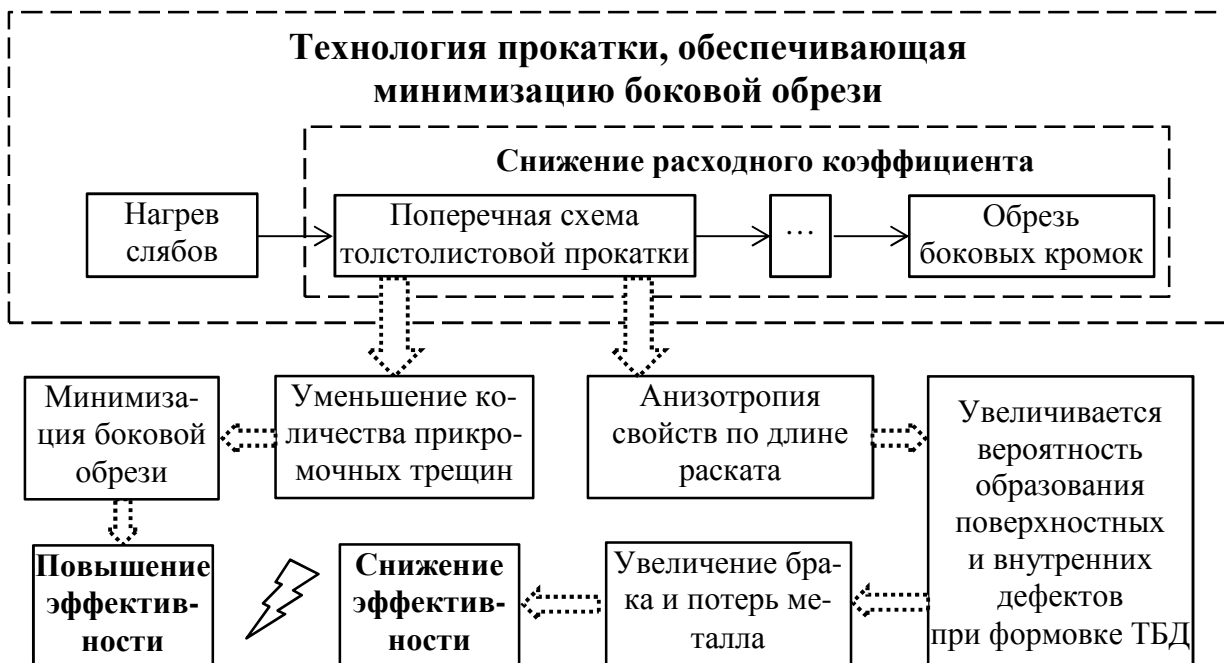 Технология прокатки, обеспечивающая
минимизацию боковой обрези
Снижение расходного коэффициента
Нагрев
слябов
Поперечная схема
толстолистовой прокатки
...
Обрезь
боковых кромок
Минимиза-
ция боковой
обрези
Уменьшение ко-
личества прикро-
мочных трещин
Анизотропия
свойств по длине
раската
Увеличивается
вероятность
образования
поверхностных
и внутренних
дефектов
при формовке ТБД
Повышение
эффектив-
ности
Снижение
эффектив-
ности
Увеличение бра-
ка и потерь ме-
талла